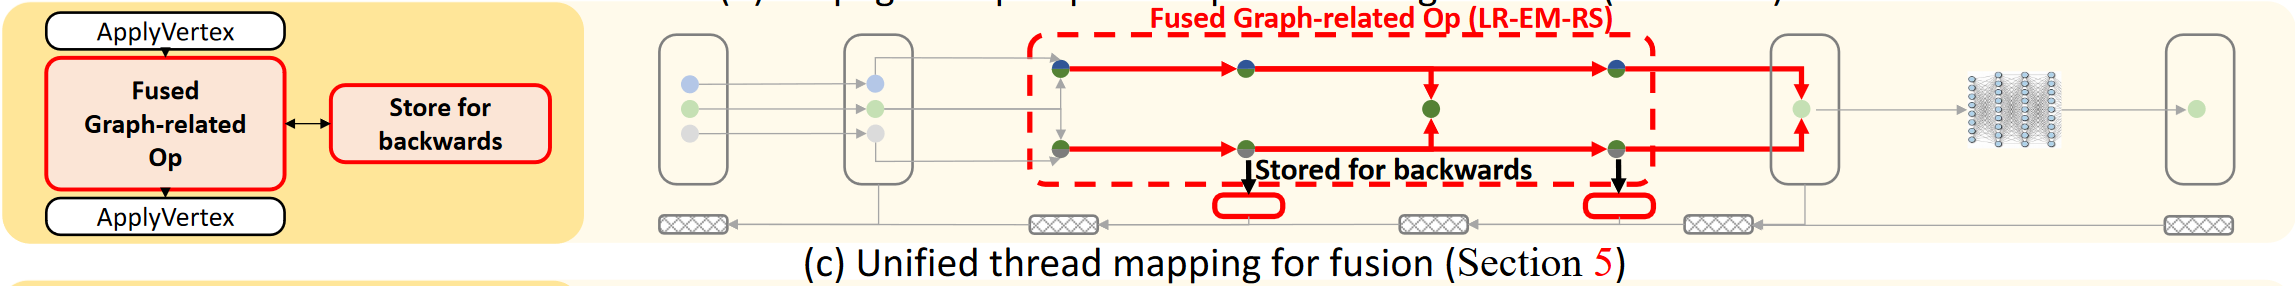 ApplyVertex
Fused
Graph-related
Op
Store for
backwards
ApplyVertex
Fused Graph-related Op (LR-EM-RS)
Stored for backwards
(c) Unified thread mapping for fusion (Section 5)